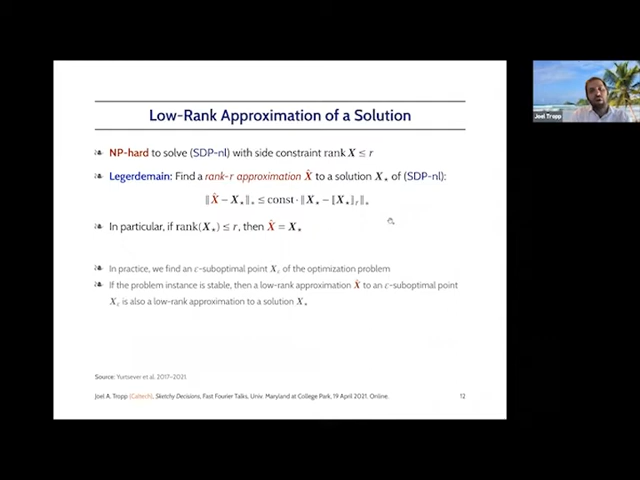 Low-Rank Approximation of a Solution
NP-hard to solve (SDP-nl) with side constraint rank X ≤ r
Legerdemain: Find a rank-r approximation X̂ to a solution X⋆ of (SDP-nl):
‖X̂ − X⋆‖∗ ≤ const · ‖X⋆ − [X⋆]r‖∗
In particular, if rank(X⋆) ≤ r, then X̂ = X⋆
In practice, we find an ε-suboptimal point Xε of the optimization problem
If the problem instance is stable, then a low-rank approximation X̂ to an ε-suboptimal point
Xε is also a low-rank approximation to a solution X⋆
Source: Yurtsever et al. 2017–2021.
Joel A. Tropp (Caltech), Sketchy Decisions, Fast Fourier Talks, Univ. Maryland at College Park, 19 April 2021. Online.
12
Joel Tropp